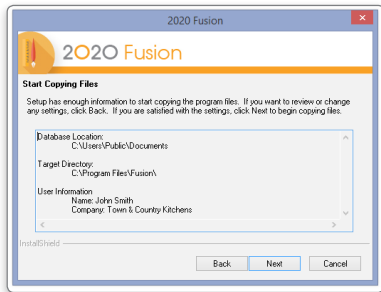 2020 Fusion
2020 Fusion
Start Copying Files
Setup has enough information to start copying the program files. If you want to review or change
any settings, click Back. If you are satisfied with the settings, click Next to begin copying files.
Database Location:
C:\Users\Public\Documents
Target Directory:
C:\Program Files\Fusion\
User Information
Name: John Smith
Company: Town & Country Kitchens
InstallShield
Back Next Cancel